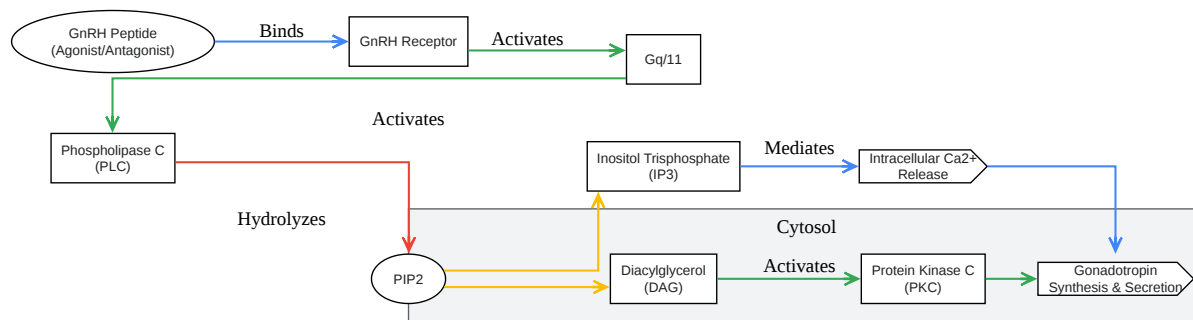 GnRH Peptide
(Agonist/Antagonist)
Binds
GnRH Receptor
Activates
Gq/11
Activates
Phospholipase C
(PLC)
Inositol Trisphosphate
(IP3)
Mediates
Intracellular Ca2+
Release
Hydrolyzes
Cytosol
PIP2
Diacylglycerol
(DAG)
Activates
Protein Kinase C
(PKC)
Gonadotropin
Synthesis & Secretion